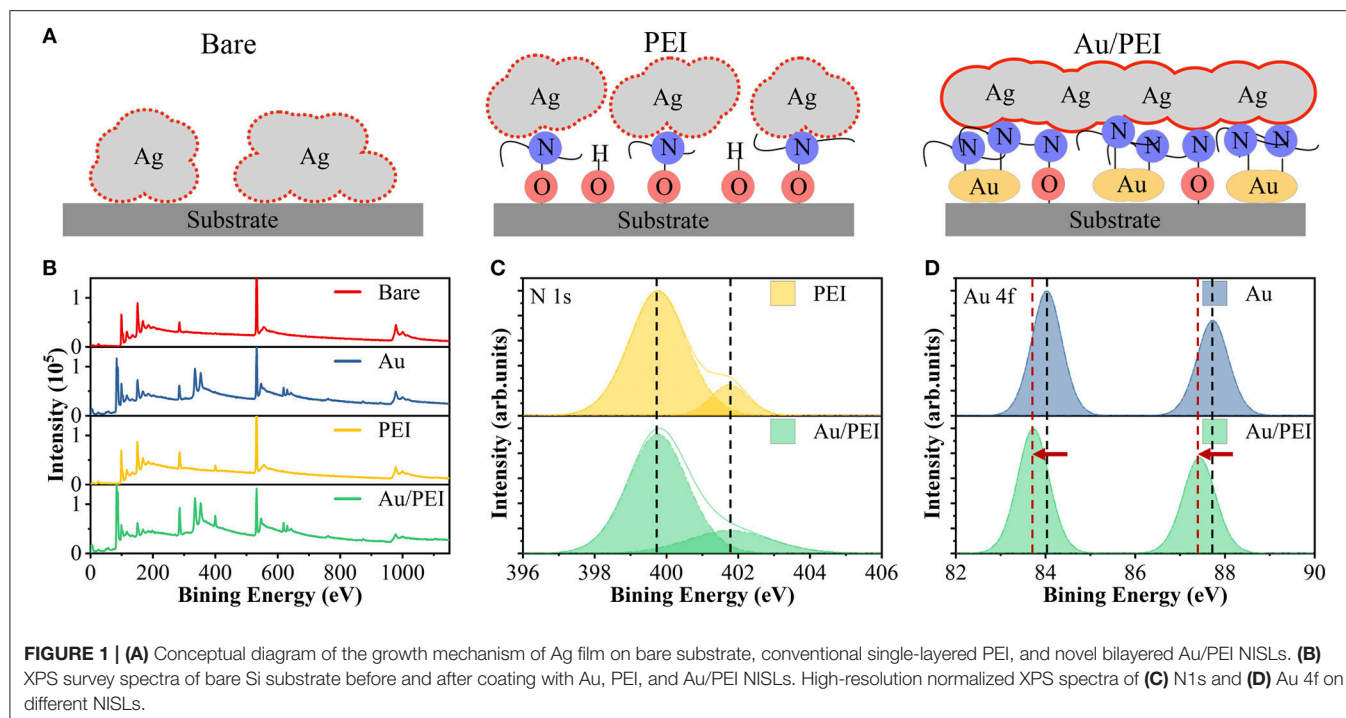 A
Bare
PEI
Au/PEI
Ag
Ag
Ag
Ag
Ag
Ag
Ag
Ag
Ag
N
N
N
N
N
N
N
N
N
N
N
H
H
O
O
O
O
O
Au
O
Au
O
Au
Substrate
Substrate
Substrate
B
Bare
Au
PEI
Au/PEI
1
0
1
0
1
0
1
0
Intensity (10⁵)
0 200 400 600 800 1000
Bining Energy (eV)
C
N 1s
PEI
Au/PEI
Intensity (arb.units)
396 398 400 402 404 406
Bining Energy (eV)
D
Au 4f
Au
Au/PEI
Intensity (arb.units)
82 84 86 88 90
Bining Energy (eV)
FIGURE 1 | (A) Conceptual diagram of the growth mechanism of Ag film on bare substrate, conventional single-layered PEI, and novel bilayered Au/PEI NISLs. (B)
XPS survey spectra of bare Si substrate before and after coating with Au, PEI, and Au/PEI NISLs. High-resolution normalized XPS spectra of (C) N1s and (D) Au 4f on
different NISLs.